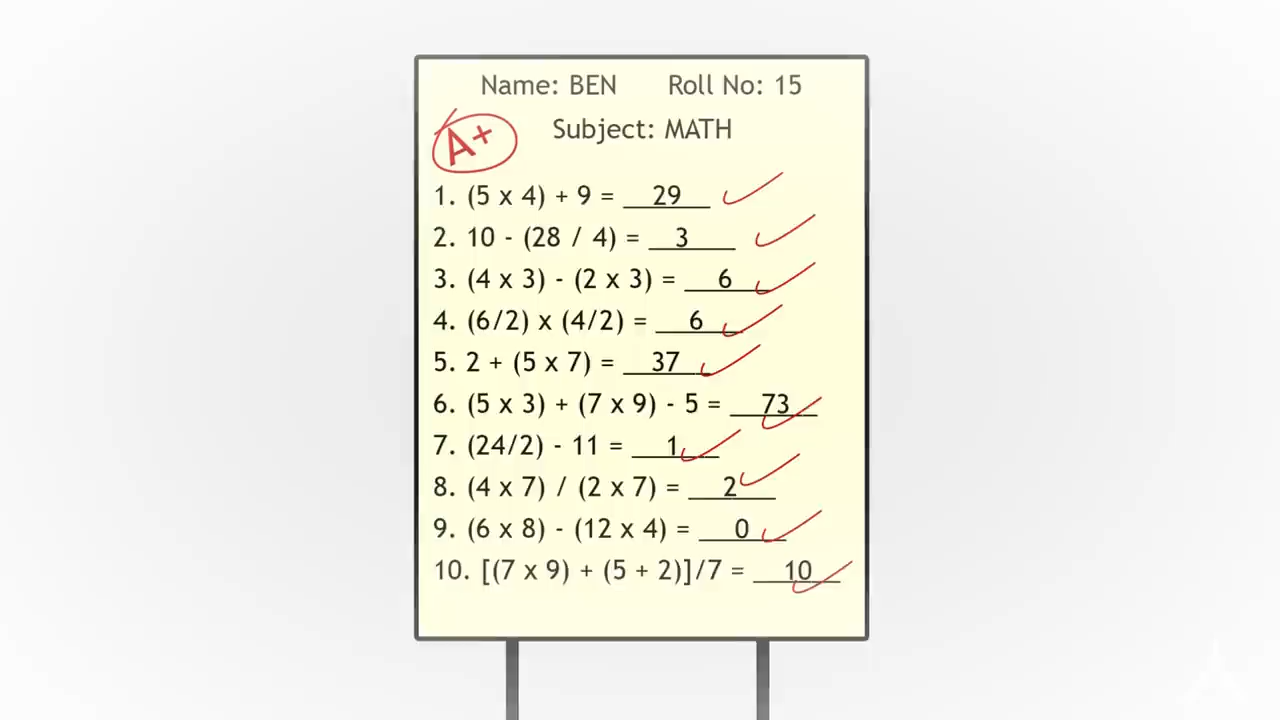 Name: BEN Roll No: 15
A+ Subject: MATH
1. (5 x 4) + 9 = 29
2. 10 - (28 / 4) = 3
3. (4 x 3) - (2 x 3) = 6
4. (6/2) x (4/2) = 6
5. 2 + (5 x 7) = 37
6. (5 x 3) + (7 x 9) - 5 = 73
7. (24/2) - 11 = 1
8. (4 x 7) / (2 x 7) = 2
9. (6 x 8) - (12 x 4) = 0
10. [(7 x 9) + (5 + 2)]/7 = 10